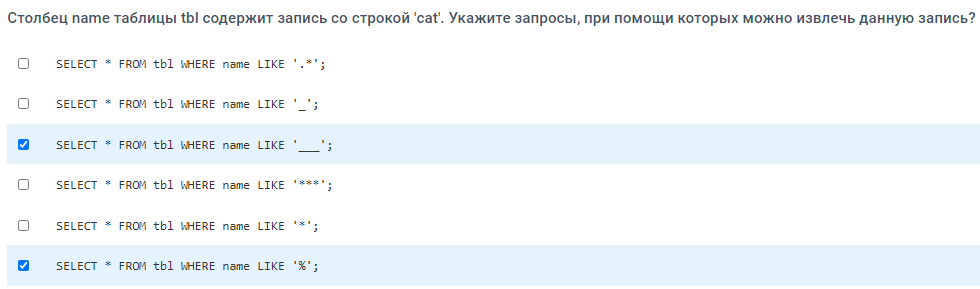 Столбец name таблицы tbl содержит запись со строкой 'cat'. Укажите запросы, при помощи которых можно извлечь данную запись?
SELECT * FROM tbl WHERE name LIKE '.*';
SELECT * FROM tbl WHERE name LIKE '_';
SELECT * FROM tbl WHERE name LIKE '___';
SELECT * FROM tbl WHERE name LIKE '***';
SELECT * FROM tbl WHERE name LIKE '*';
SELECT * FROM tbl WHERE name LIKE '%';